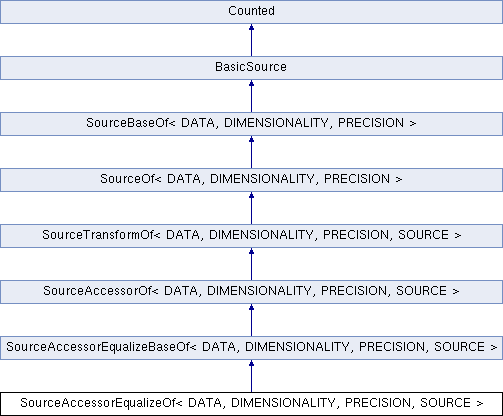 Counted
BasicSource
SourceBaseOf< DATA, DIMENSIONALITY, PRECISION >
SourceOf< DATA, DIMENSIONALITY, PRECISION >
SourceTransformOf< DATA, DIMENSIONALITY, PRECISION, SOURCE >
SourceAccessorOf< DATA, DIMENSIONALITY, PRECISION, SOURCE >
SourceAccessorEqualizeBaseOf< DATA, DIMENSIONALITY, PRECISION, SOURCE >
SourceAccessorEqualizeOf< DATA, DIMENSIONALITY, PRECISION, SOURCE >